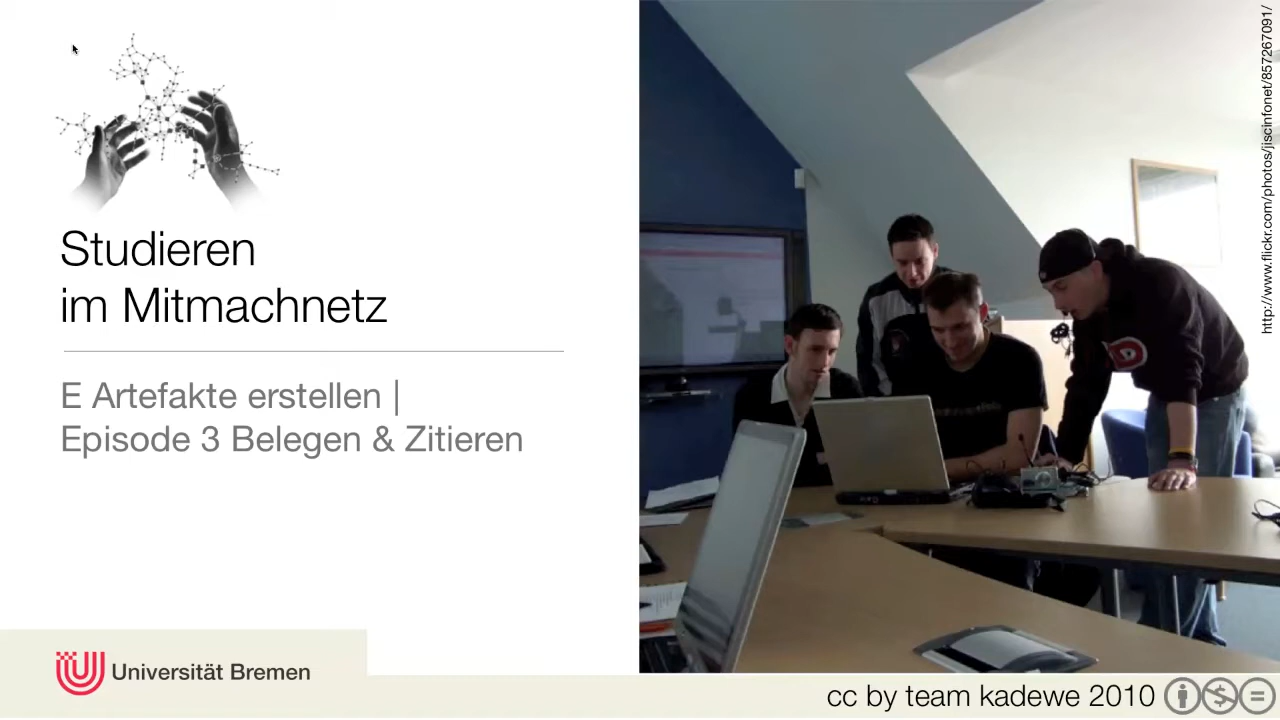 Studieren
im Mitmachnetz
E Artefakte erstellen |
Episode 3 Belegen & Zitieren
Universität Bremen
http://www.flickr.com/photos/jiscinfonet/857267091/
cc by team kadewe 2010